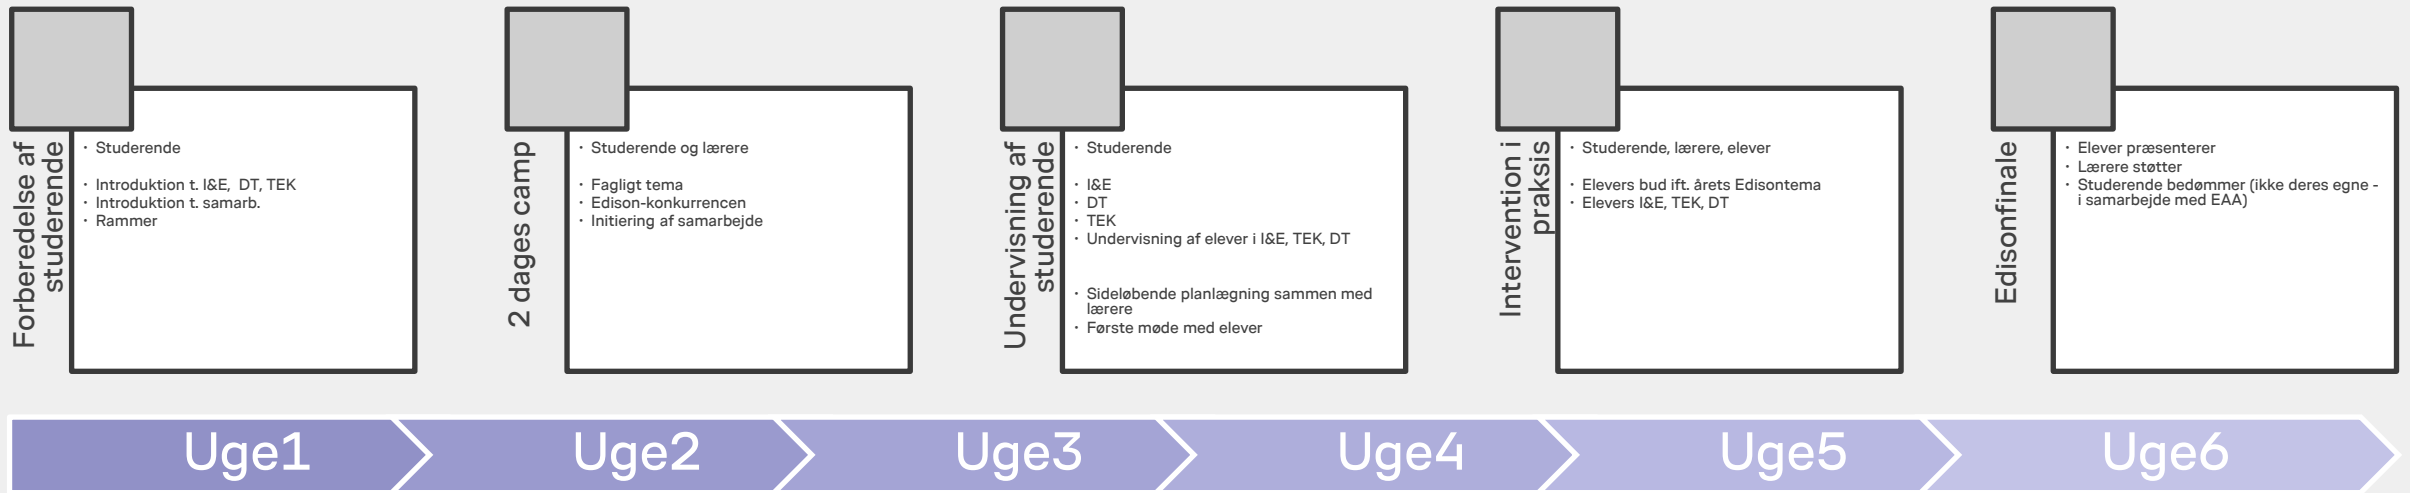 Forberedelse af
studerende
· Studerende
· Introduktion t. I&E, DT, TEK
· Introduktion t. samarb.
· Rammer
2 dages camp
· Studerende og lærere
· Fagligt tema
· Edison-konkurrencen
· Initiering af samarbejde
Undervisning af
studerende
· Studerende
· I&E
· DT
· TEK
· Undervisning af elever i I&E, TEK, DT
· Sideløbende planlægning sammen med
lærere
· Første møde med elever
Intervention i
praksis
· Studerende, lærere, elever
· Elevers bud ift. årets Edisontema
· Elevers I&E, TEK, DT
Edisonfinale
· Elever præsenterer
· Lærere støtter
· Studerende bedømmer (ikke deres egne -
i samarbejde med EAA)
Uge1
Uge2
Uge3
Uge4
Uge5
Uge6